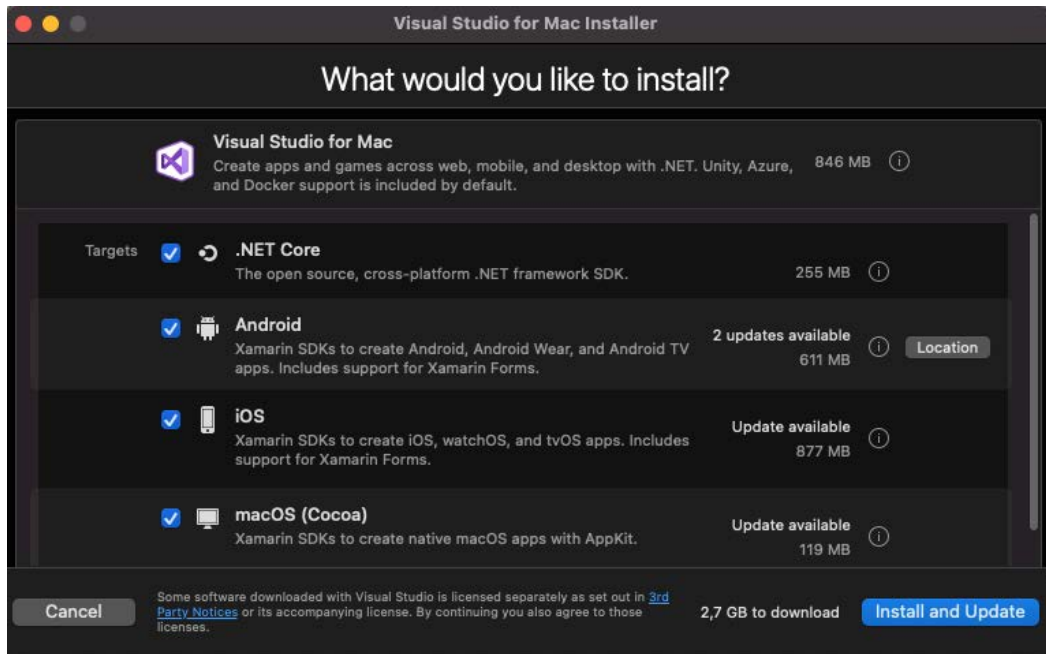 Visual Studio for Mac Installer
What would you like to install?
Visual Studio for Mac
Create apps and games across web, mobile, and desktop with .NET. Unity, Azure,
and Docker support is included by default.
846 MB
Targets
.NET Core
The open source, cross-platform .NET framework SDK.
255 MB
Android
Xamarin SDKs to create Android, Android Wear, and Android TV
apps. Includes support for Xamarin Forms.
2 updates available
611 MB
Location
iOS
Xamarin SDKs to create iOS, watchOS, and tvOS apps. Includes
support for Xamarin Forms.
Update available
877 MB
macOS (Cocoa)
Xamarin SDKs to create native macOS apps with AppKit.
Update available
119 MB
Cancel
Some software downloaded with Visual Studio is licensed separately as set out in 3rd
Party Notices or its accompanying license. By continuing you also agree to those
licenses.
2,7 GB to download
Install and Update